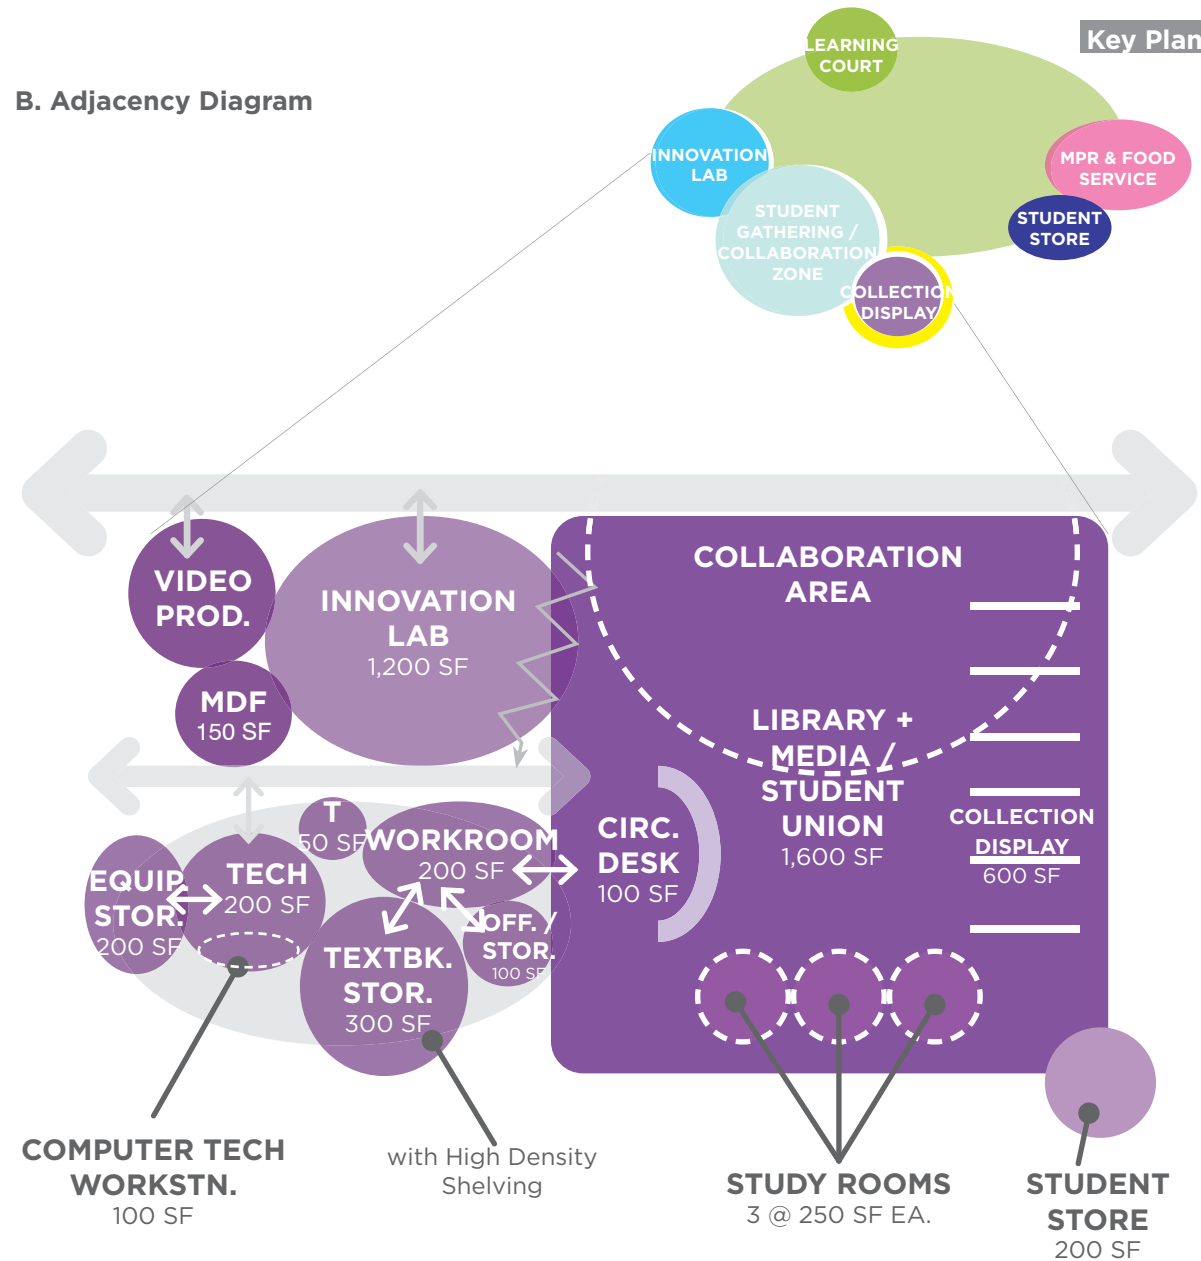 Key Plan
B. Adjacency Diagram
LEARNING
COURT
INNOVATION
LAB
MPR & FOOD
SERVICE
STUDENT
GATHERING /
COLLABORATION
ZONE
STUDENT
STORE
COLLECTION
DISPLAY
VIDEO
PROD.
INNOVATION
LAB
1,200 SF
COLLABORATION
AREA
MDF
150 SF
LIBRARY +
MEDIA /
STUDENT
UNION
1,600 SF
COLLECTION
DISPLAY
600 SF
T
50 SF
WORKROOM
200 SF
CIRC.
DESK
100 SF
EQUIP.
STOR.
200 SF
TECH
200 SF
OFF. /
STOR.
100 SF
TEXTBK.
STOR.
300 SF
COMPUTER TECH
WORKSTN.
100 SF
with High Density
Shelving
STUDY ROOMS
3 @ 250 SF EA.
STUDENT
STORE
200 SF